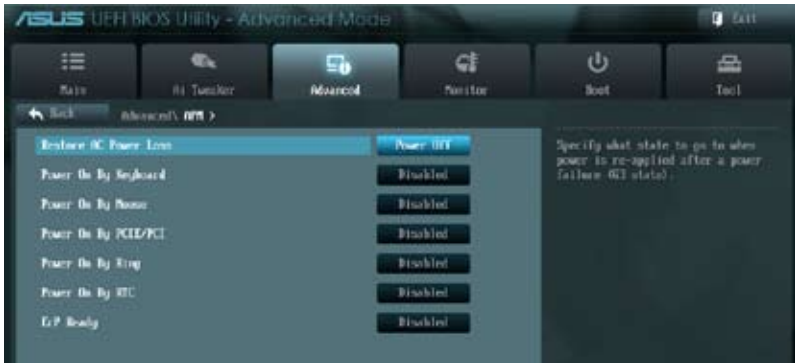 ASUS UEFI BIOS Utility - Advanced Mode
Exit
Main
Ai Tweaker
Advanced
Monitor
Boot
Tool
Back
Advanced\ APM >
Restore AC Power Loss
Power Off
Power On By Keyboard
Disabled
Power On By Mouse
Disabled
Power On By PCIE/PCI
Disabled
Power On By Ring
Disabled
Power On By RTC
Disabled
ErP Ready
Disabled
Specify what state to go to when
power is re-applied after a power
failure (G3 state).